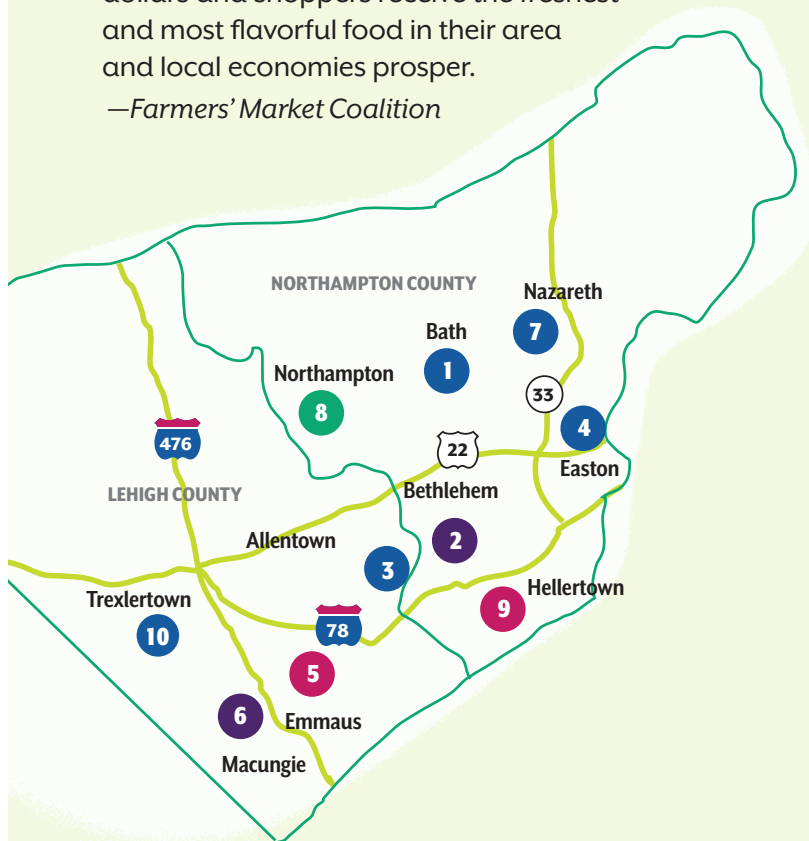 and most flavorful food in their area
and local economies prosper.
—Farmers' Market Coalition
NORTHAMPTON COUNTY
Nazareth
7
Bath
1
Northampton
8
33
4
Easton
476
22
LEHIGH COUNTY
Bethlehem
2
Allentown
3
Hellertown
9
Trexlertown
10
78
5
Emmaus
6
Macungie